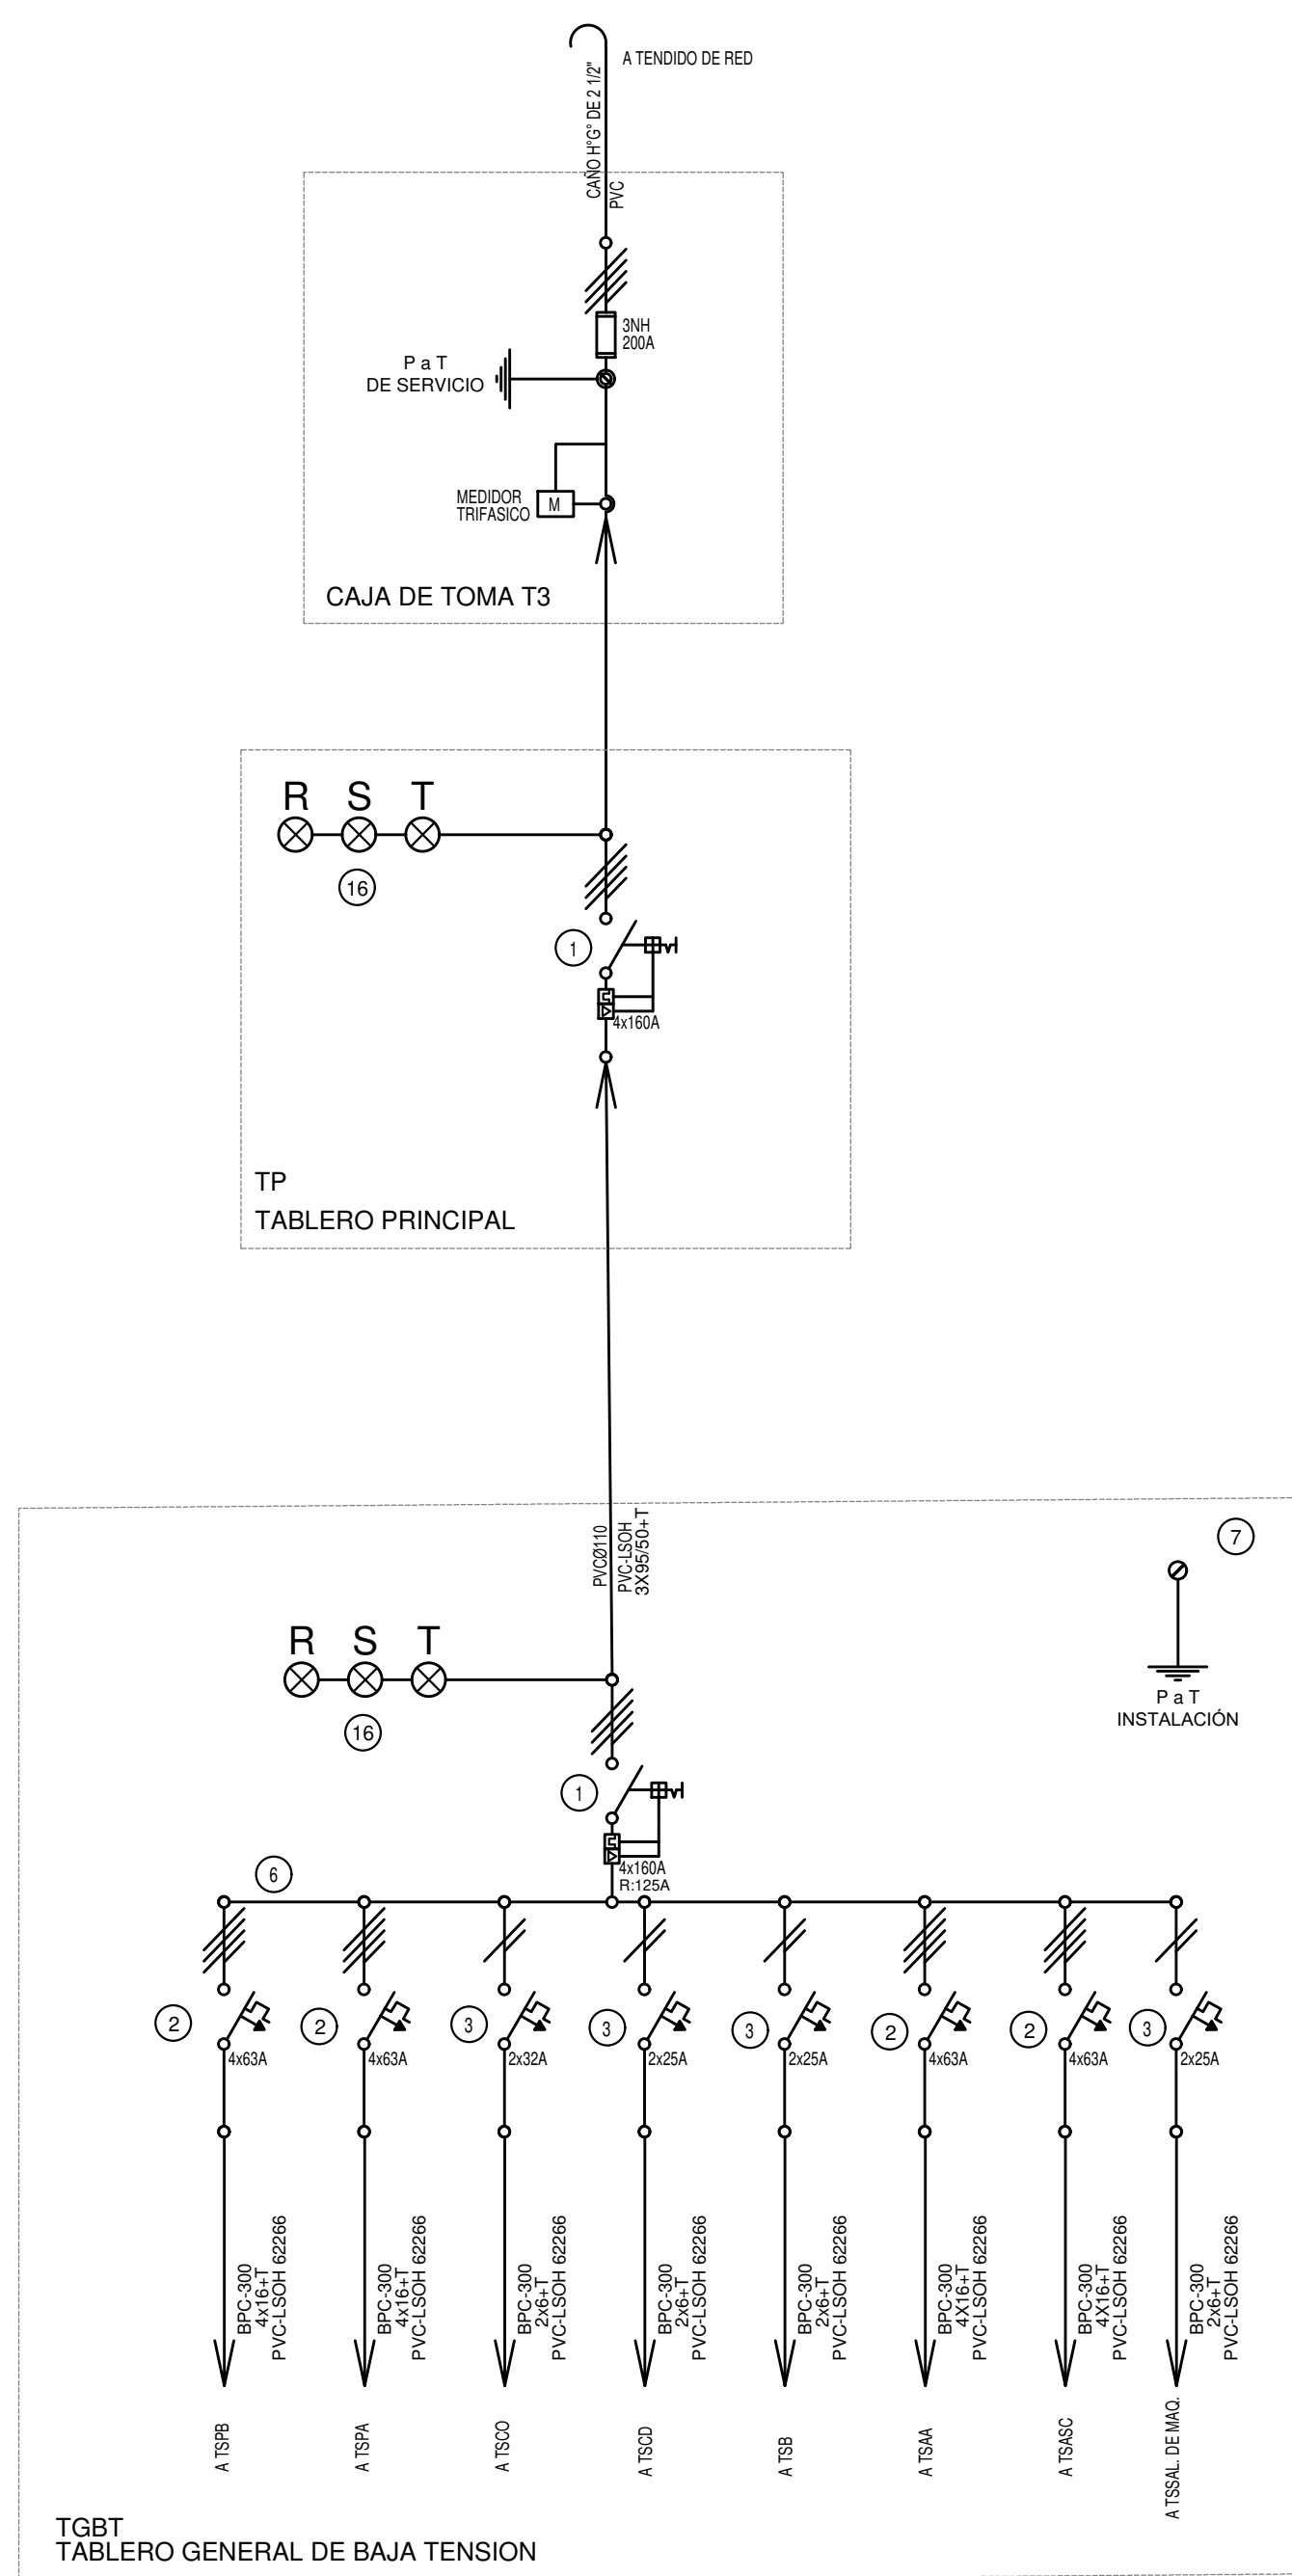 A TENDIDO DE RED
CAÑO H°G° DE 2 1/2"
PVC
3NH
200A
P a T
DE SERVICIO
MEDIDOR
TRIFASICO
M
CAJA DE TOMA T3
R S T
16
1
4x160A
TP
TABLERO PRINCIPAL
PVCØ110
PVC-LSOH
3X95/50+T
7
P a T
INSTALACIÓN
R S T
16
1
4x160A
R:125A
6
2
4x63A
2
4x63A
3
2x32A
3
2x25A
3
2x25A
2
4x63A
2
4x63A
3
2x25A
BPC-300
4x16+T
PVC-LSOH 62266
BPC-300
4x16+T
PVC-LSOH 62266
BPC-300
2x6+T
PVC-LSOH 62266
BPC-300
2x6+T
PVC-LSOH 62266
BPC-300
2x6+T
PVC-LSOH 62266
BPC-300
4X16+T
PVC-LSOH 62266
BPC-300
4X16+T
PVC-LSOH 62266
BPC-300
2x6+T
PVC-LSOH 62266
A TSPB
A TSPA
A TSCO
A TSCD
A TSB
A TSAA
A TSASC
A TSSAL. DE MAQ.
TGBT
TABLERO GENERAL DE BAJA TENSION